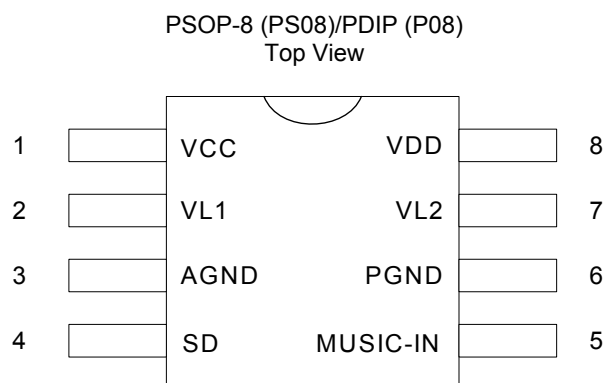 PSOP-8 (PS08)/PDIP (P08)
Top View
1 VCC VDD 8
2 VL1 VL2 7
3 AGND PGND 6
4 SD MUSIC-IN 5